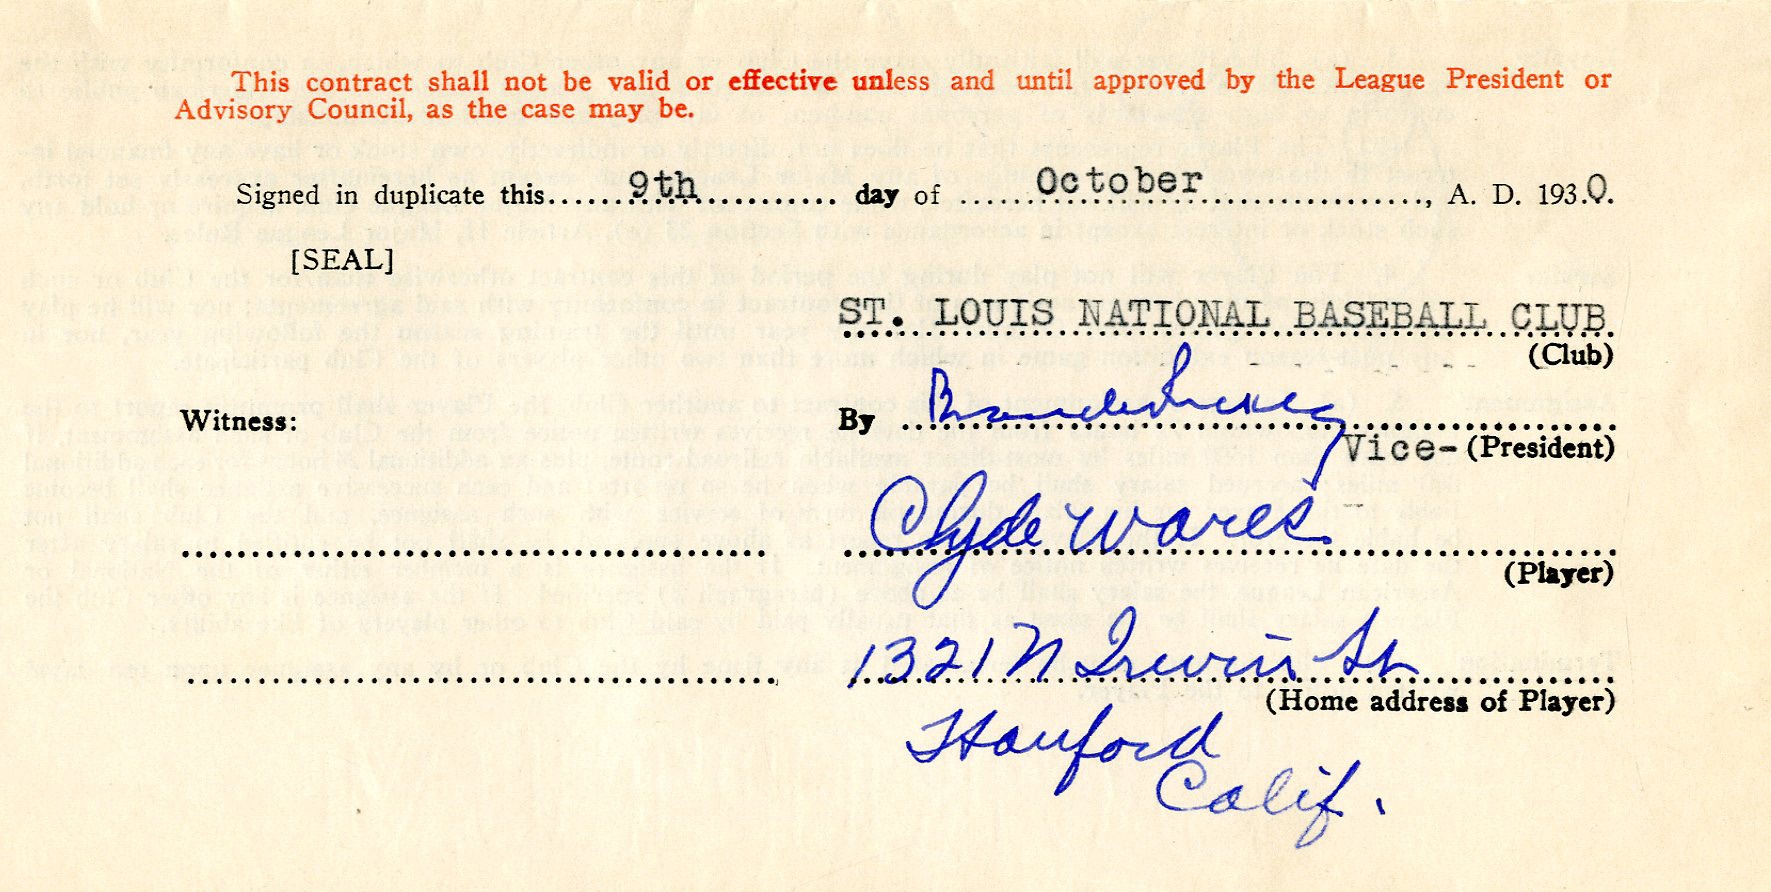 This contract shall not be valid or effective unless and until approved by the League President or
Advisory Council, as the case may be.
Signed in duplicate this 9th day of October, A. D. 1930.
[SEAL]
ST. LOUIS NATIONAL BASEBALL CLUB
(Club)
Witness: By Branch Rickey
Vice-(President)
Clyde Wares
(Player)
1321 N Irwin St
(Home address of Player)
Hanford
Calif.